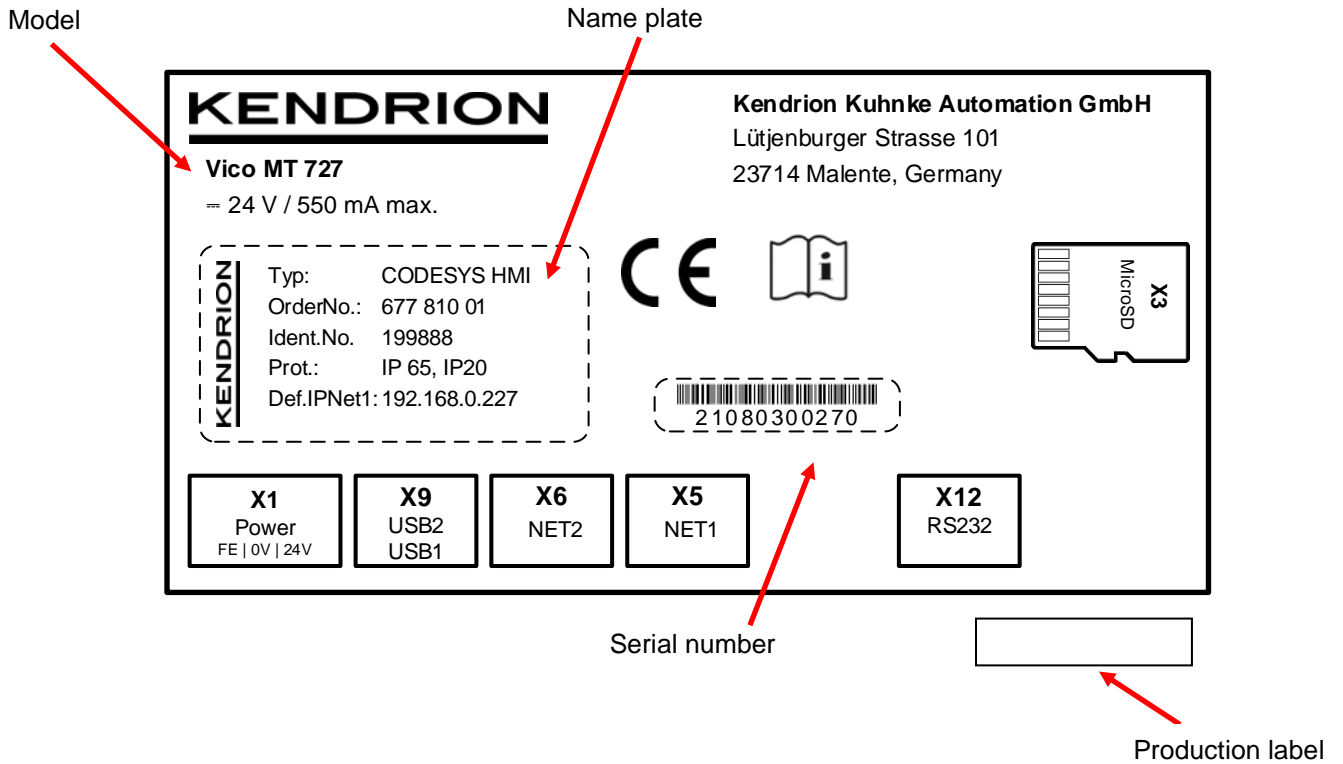 Model
Name plate
KENDRION
Kendrion Kuhnke Automation GmbH
Lütjenburger Strasse 101
23714 Malente, Germany
Vico MT 727
⎓ 24 V / 550 mA max.
KENDRION
Typ: CODESYS HMI
OrderNo.: 677 810 01
Ident.No. 199888
Prot.: IP 65, IP20
Def.IPNet1: 192.168.0.227
CE
i
X3
MicroSD
21080300270
X1
Power
FE | 0V | 24V
X9
USB2
USB1
X6
NET2
X5
NET1
X12
RS232
Serial number
Production label